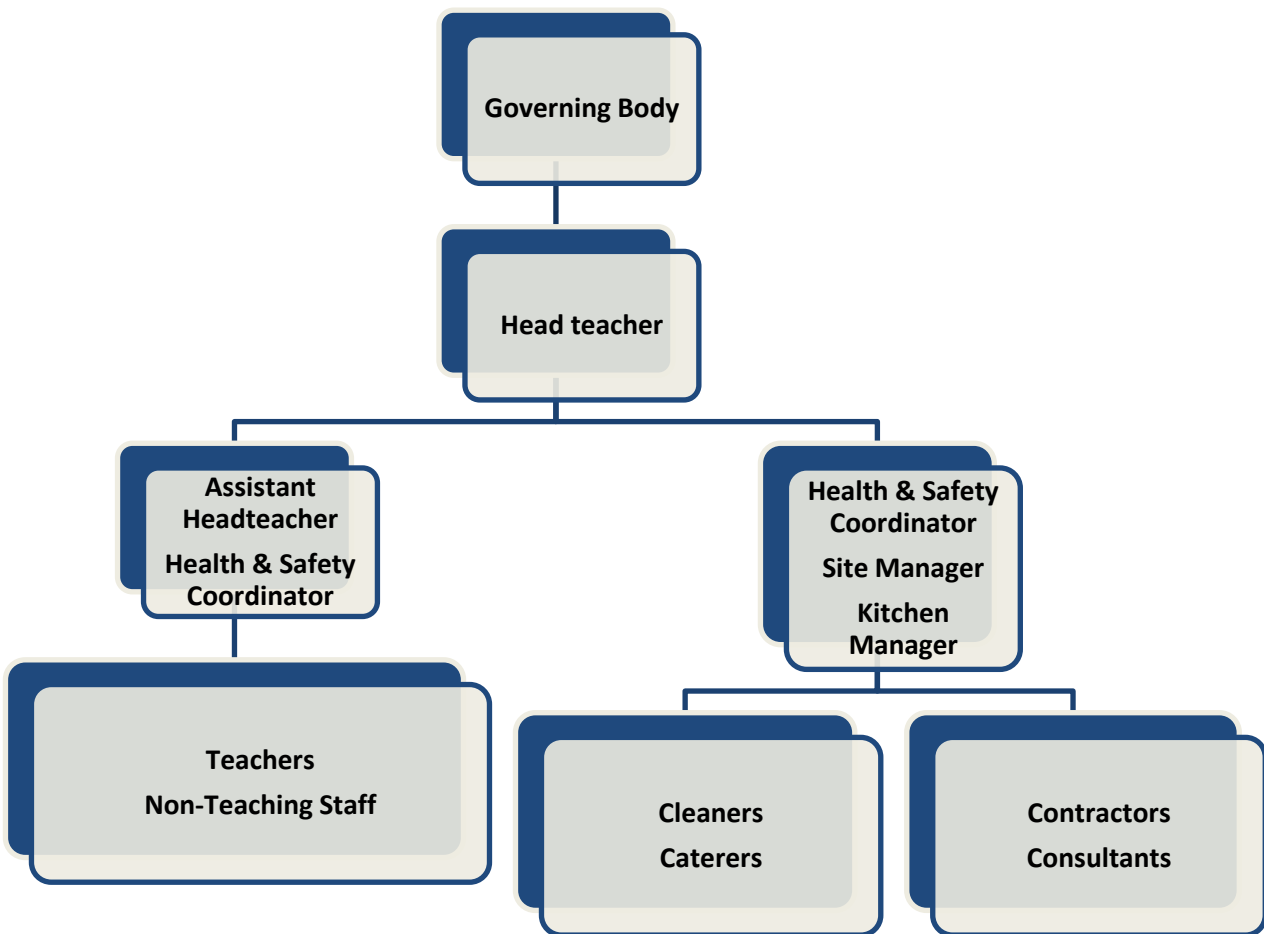 Governing Body
Head teacher
Assistant
Headteacher
Health & Safety
Coordinator
Health & Safety
Coordinator
Site Manager
Kitchen
Manager
Teachers
Non-Teaching Staff
Cleaners
Caterers
Contractors
Consultants